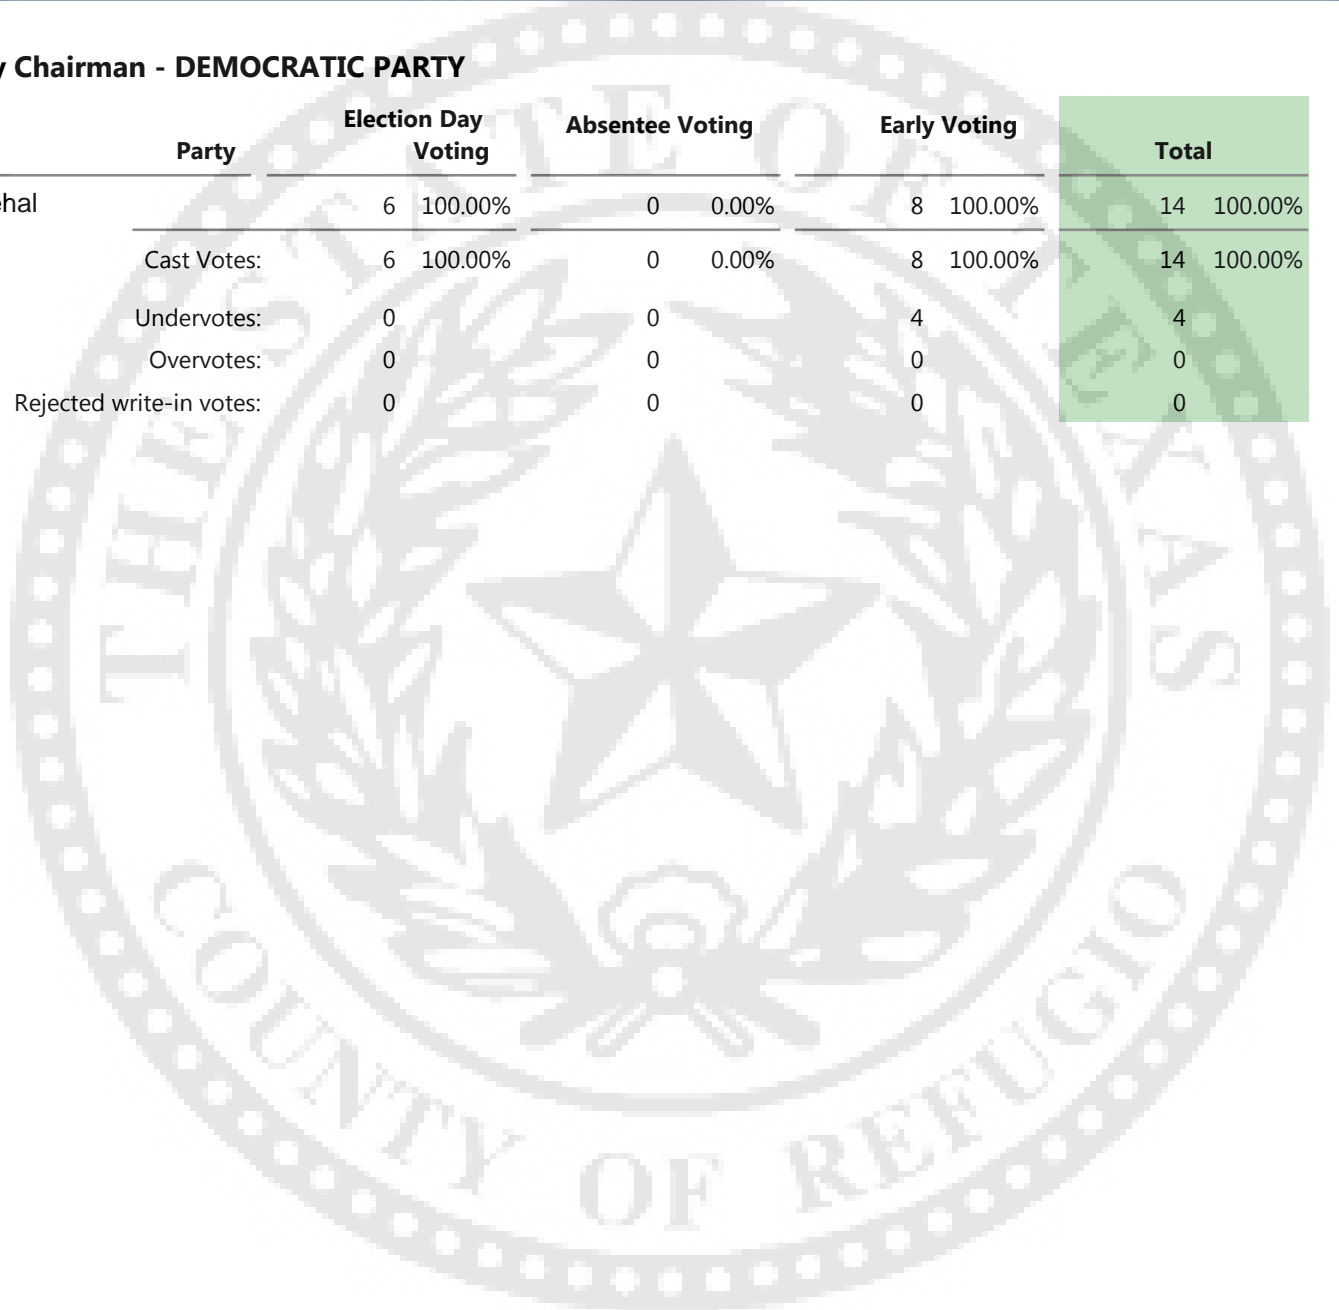 y Chairman - DEMOCRATIC PARTY
Party Election Day Voting Absentee Voting Early Voting Total
ehal 6 100.00% 0 0.00% 8 100.00% 14 100.00%
Cast Votes: 6 100.00% 0 0.00% 8 100.00% 14 100.00%
Undervotes: 0 0 4 4
Overvotes: 0 0 0 0
Rejected write-in votes: 0 0 0 0
THE STATE OF TEXAS
COUNTY OF REFUGIO